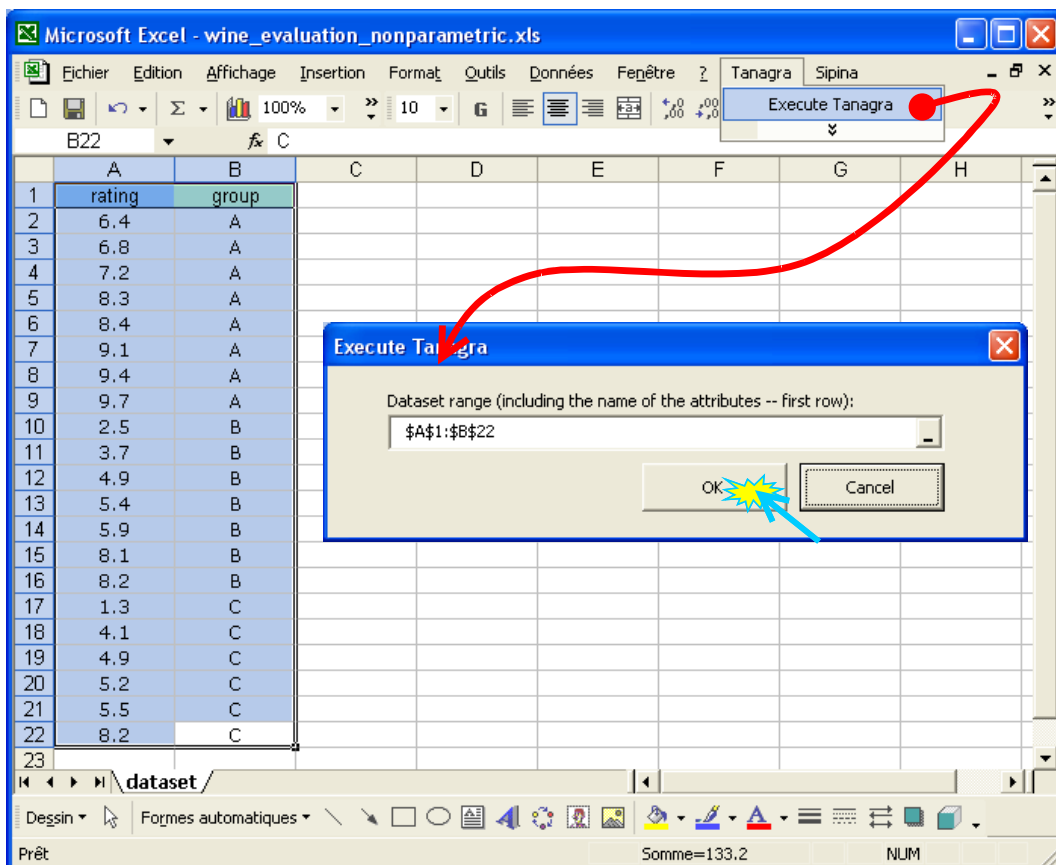 Microsoft Excel - wine_evaluation_nonparametric.xls
Fichier Edition Affichage Insertion Format Outils Données Fenêtre ? Tanagra Sipina
Σ 100% » 10 G Execute Tanagra »
B22 fx C
A B C D E F G H
1 rating group
2 6.4 A
3 6.8 A
4 7.2 A
5 8.3 A
6 8.4 A
7 9.1 A
8 9.4 A
9 9.7 A
10 2.5 B
11 3.7 B
12 4.9 B
13 5.4 B
14 5.9 B
15 8.1 B
16 8.2 B
17 1.3 C
18 4.1 C
19 4.9 C
20 5.2 C
21 5.5 C
22 8.2 C
23
Execute Tanagra
Dataset range (including the name of the attributes -- first row):
$A$1:$B$22
OK Cancel
dataset
Dessin Formes automatiques
Prêt Somme=133.2 NUM